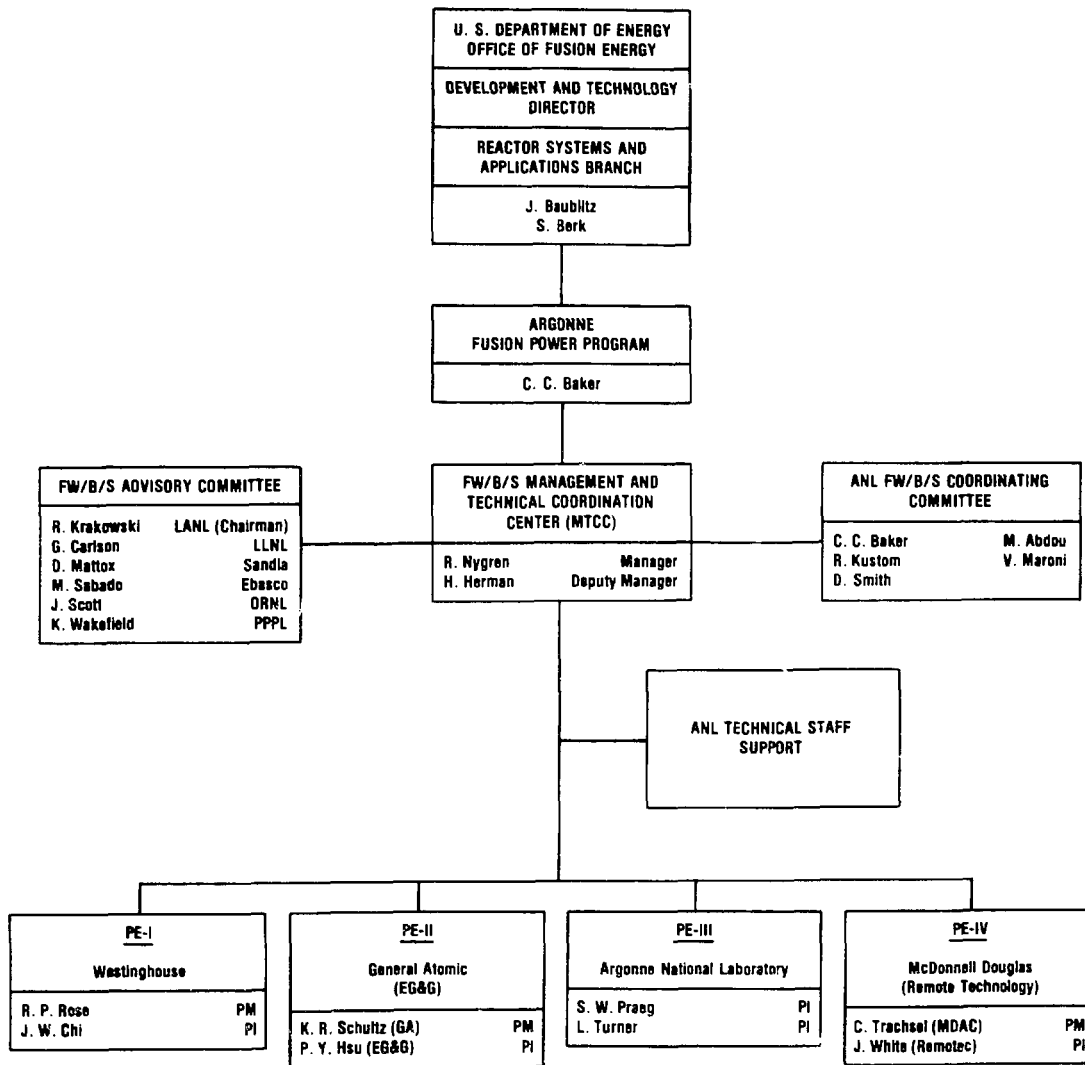 U. S. DEPARTMENT OF ENERGY
OFFICE OF FUSION ENERGY
DEVELOPMENT AND TECHNOLOGY
DIRECTOR
REACTOR SYSTEMS AND
APPLICATIONS BRANCH
J. Baublitz
S. Berk
ARGONNE
FUSION POWER PROGRAM
C. C. Baker
FW/B/S ADVISORY COMMITTEE
R. Krakowski LANL (Chairman)
G. Carlson LLNL
D. Mattox Sandia
M. Sabado Ebasco
J. Scott ORNL
K. Wakefield PPPL
FW/B/S MANAGEMENT AND
TECHNICAL COORDINATION
CENTER (MTCC)
R. Nygren Manager
H. Herman Deputy Manager
ANL FW/B/S COORDINATING
COMMITTEE
C. C. Baker M. Abdou
R. Kustom V. Maroni
D. Smith
ANL TECHNICAL STAFF
SUPPORT
PE-I
Westinghouse
R. P. Rose PM
J. W. Chi PI
PE-II
General Atomic
(EG&G)
K. R. Schultz (GA) PM
P. Y. Hsu (EG&G) PI
PE-III
Argonne National Laboratory
S. W. Praeg PI
L. Turner PI
PE-IV
McDonnell Douglas
(Remote Technology)
C. Trachsel (MDAC) PM
J. White (Remotec) PI